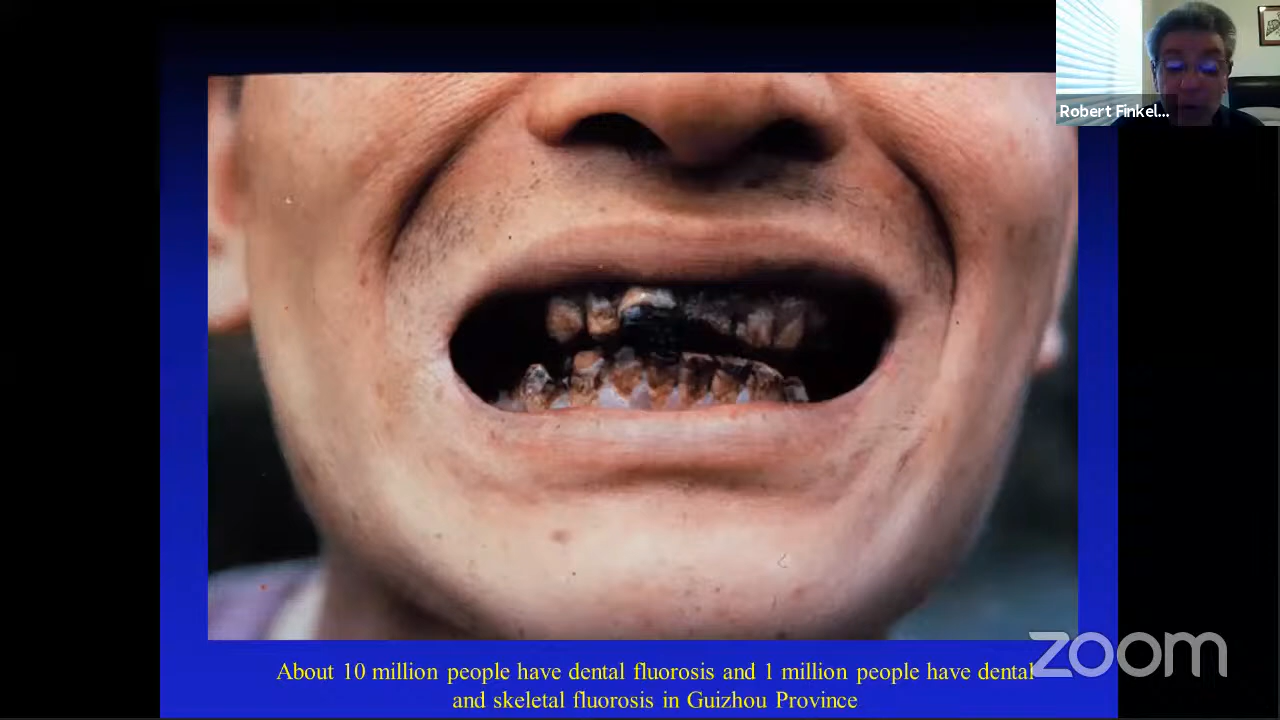 Robert Finkel...
About 10 million people have dental fluorosis and 1 million people have dental
and skeletal fluorosis in Guizhou Province
zoom